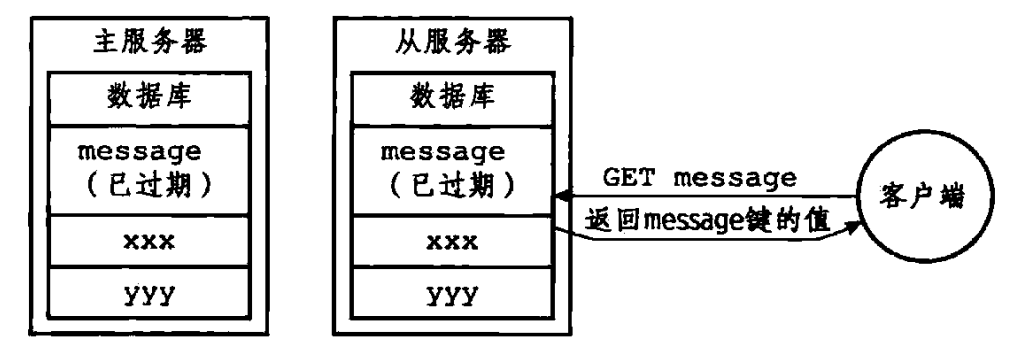 主服务器
数据库
message
(已过期)
xxx
yyy
从服务器
数据库
message
(已过期)
xxx
yyy
GET message
返回message键的值
客户端